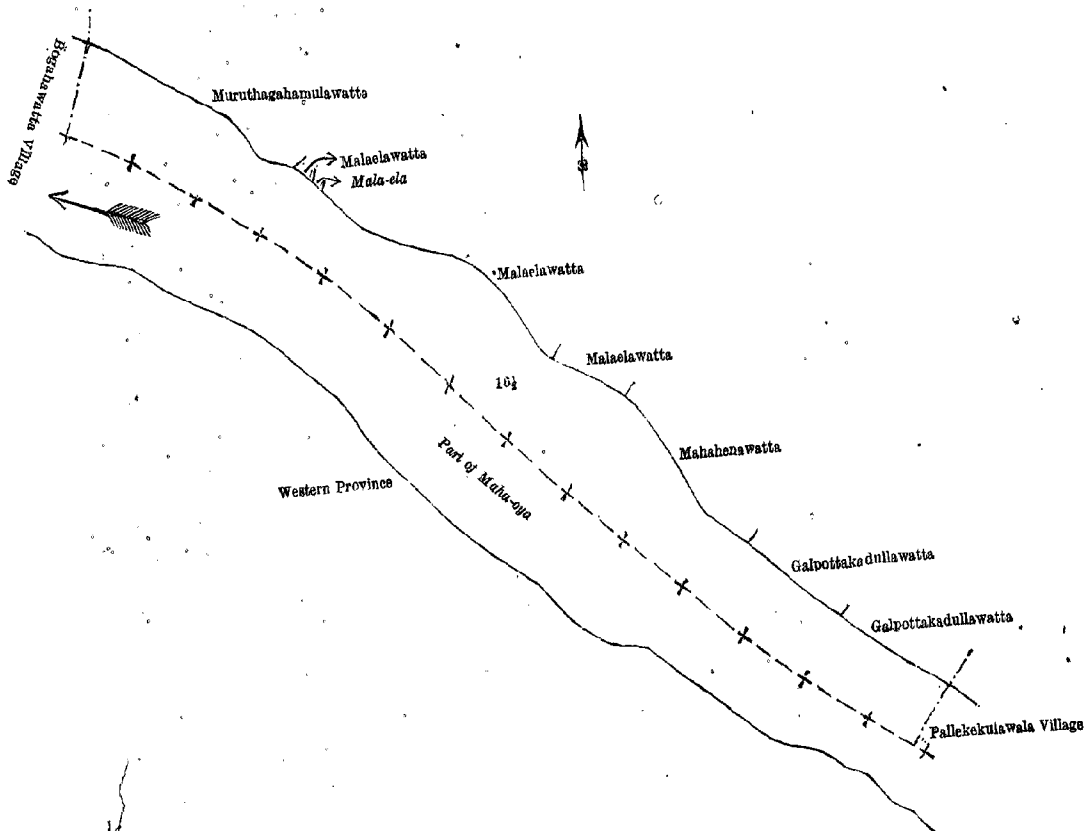 Bogahawatta Village
Muruthagahamulawatta
Malaelawatta
Mala-ela
Malaelawatta
Malaelawatta
16½
Mahahenawatta
Part of Maha-oya
Western Province
Galpottakadullawatta
Galpottakadullawatta
Pallekekulawala Village